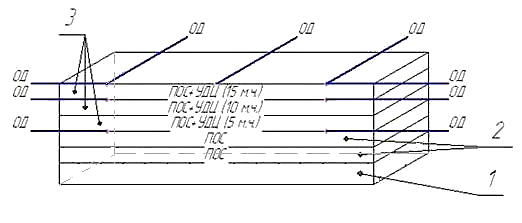 3 ОД ОД ОД
ОД ОД
ОД ПОС+УДЦ (15 м.ч.) ОД
ПОС+УДЦ (10 м.ч.)
ОД ПОС+УДЦ (5 м.ч.) ОД
ПОС 2
ПОС
1